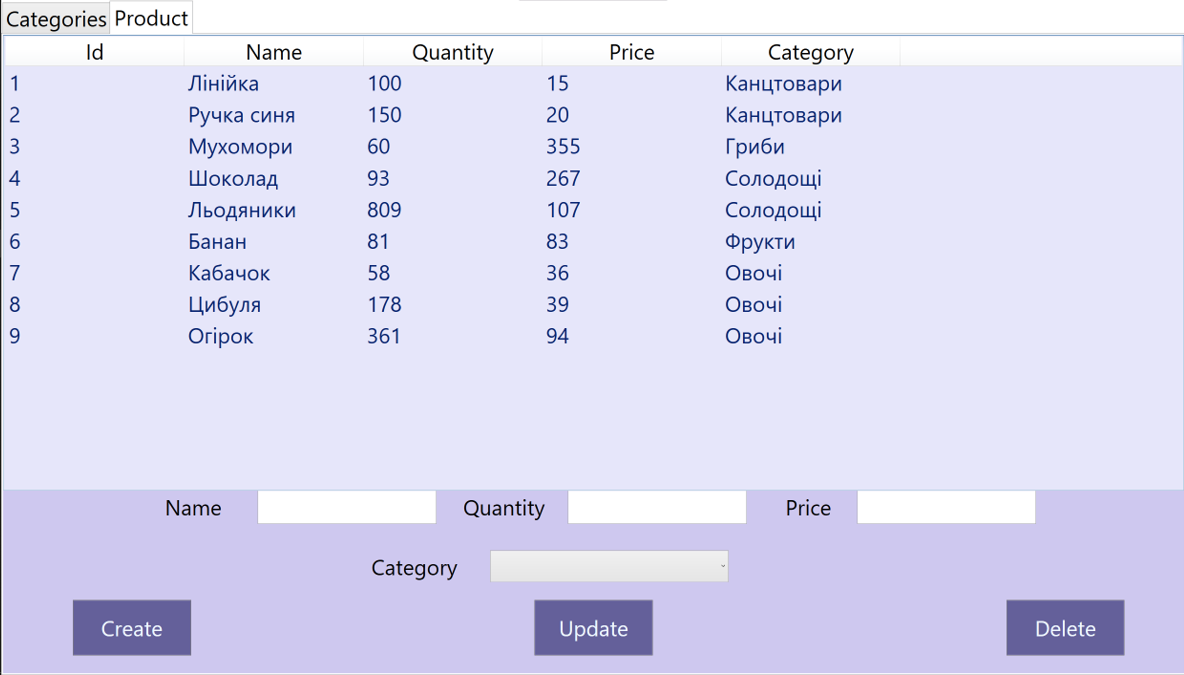 Categories Product
Id Name Quantity Price Category
1 Лінійка 100 15 Канцтовари
2 Ручка синя 150 20 Канцтовари
3 Мухомори 60 355 Гриби
4 Шоколад 93 267 Солодощі
5 Льодяники 809 107 Солодощі
6 Банан 81 83 Фрукти
7 Кабачок 58 36 Овочі
8 Цибуля 178 39 Овочі
9 Огірок 361 94 Овочі
Name Quantity Price
Category
Create Update Delete